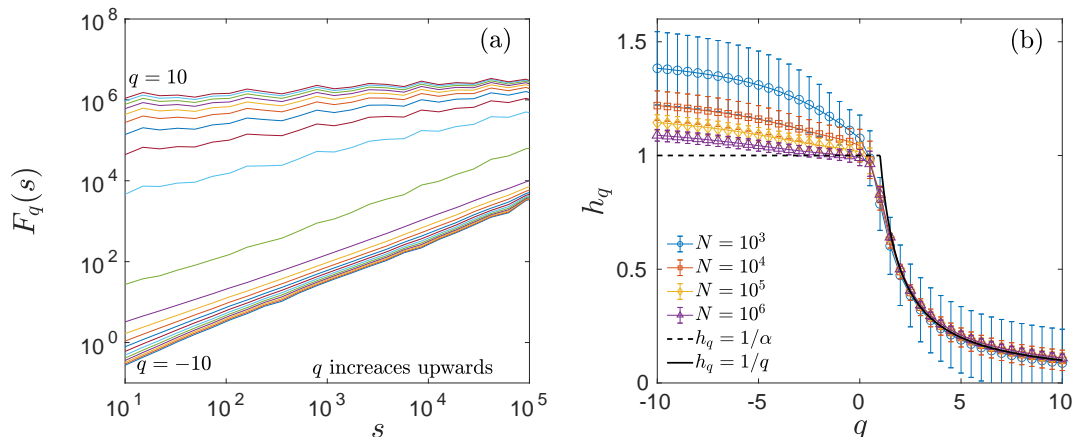 (a)
10^8
10^6
10^4
10^2
10^0
F_q(s)
q = 10
q = −10
q increaces upwards
10^1
10^2
10^3
10^4
10^5
s
(b)
1.5
1
0.5
0
h_q
N = 10^3
N = 10^4
N = 10^5
N = 10^6
h_q = 1/α
h_q = 1/q
-10
-5
0
5
10
q